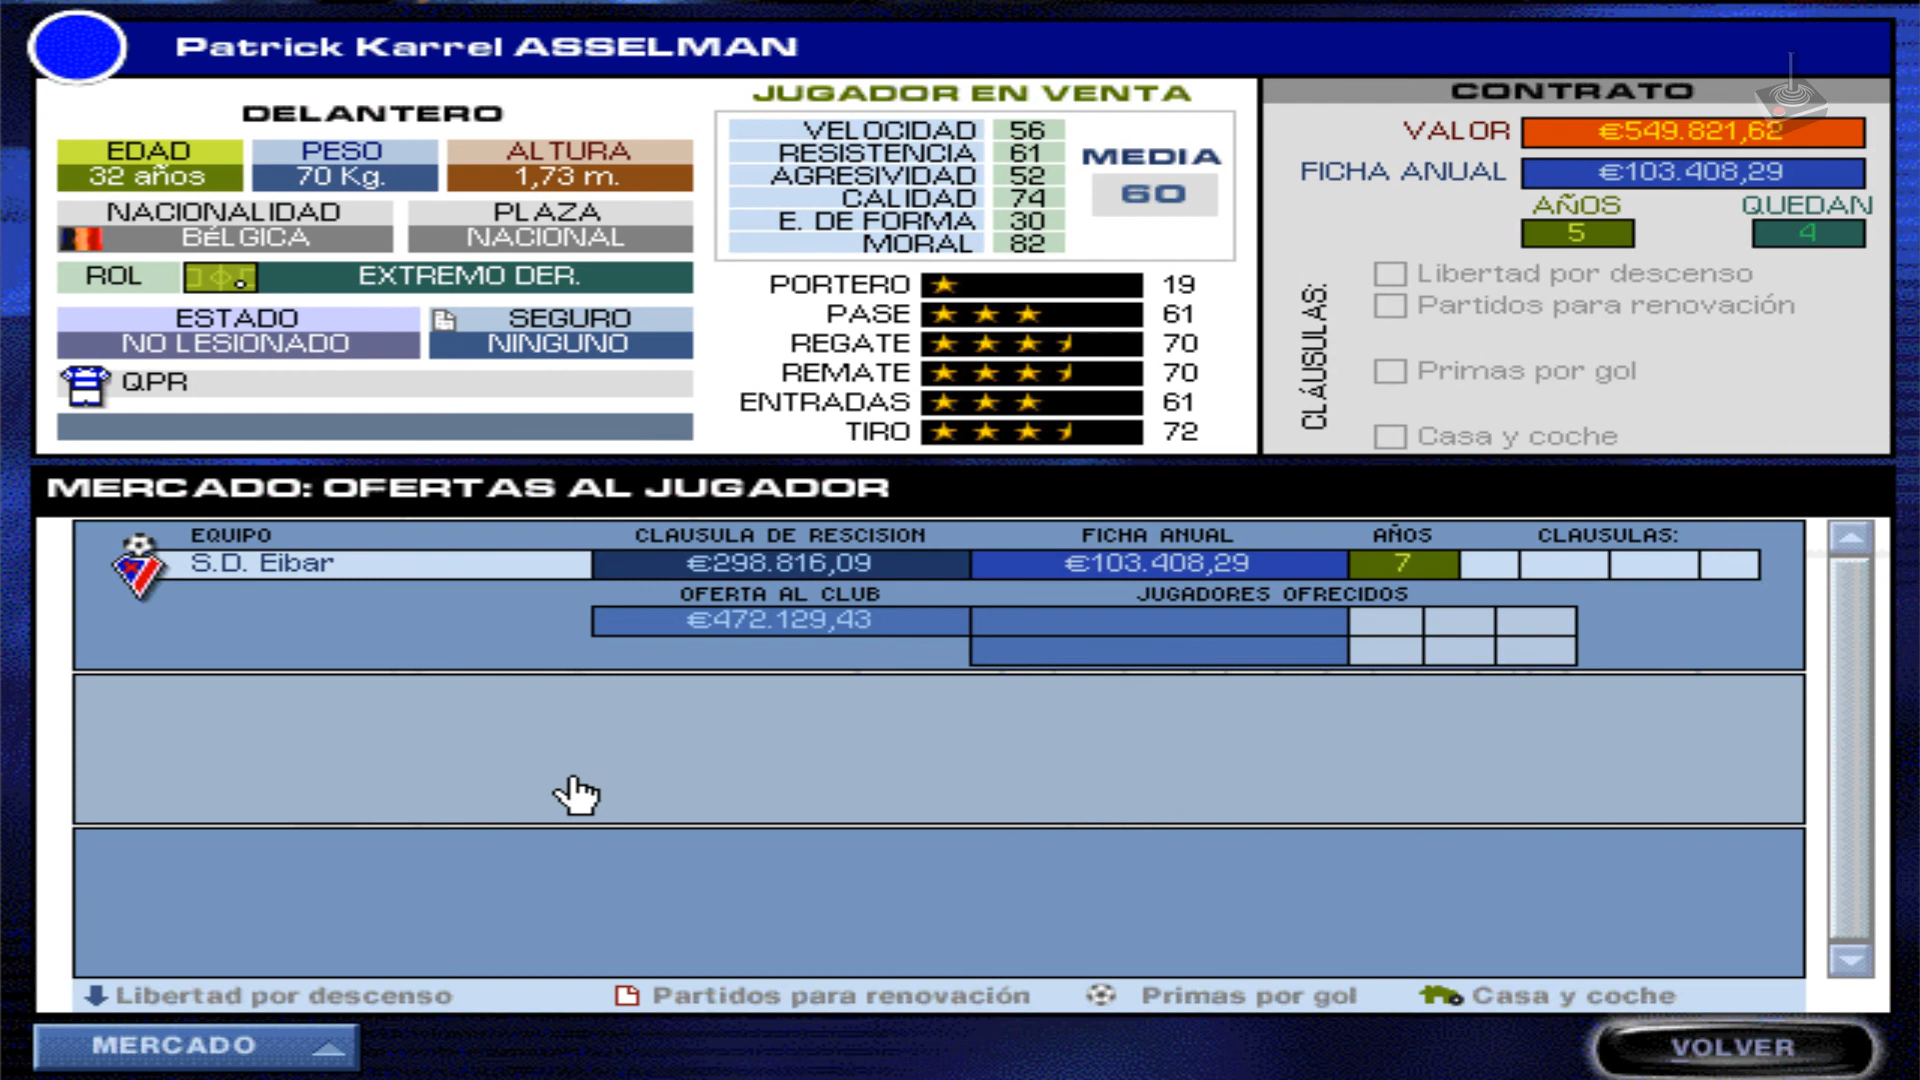 Patrick Karrel ASSELMAN
DELANTERO
EDAD
32 años
PESO
70 Kg.
ALTURA
1,73 m.
NACIONALIDAD
BéLGICA
PLAZA
NACIONAL
ROL
EXTREMO DER.
ESTADO
NO LESIONADO
SEGURO
NINGUNO
QPR
JUGADOR EN VENTA
VELOCIDAD 56
RESISTENCIA 61
AGRESIVIDAD 52
CALIDAD 74
E. DE FORMA 30
MORAL 82
MEDIA
60
PORTERO 19
PASE 61
REGATE 70
REMATE 70
ENTRADAS 61
TIRO 72
CONTRATO
VALOR €549.821,62
FICHA ANUAL €103.408,29
AÑOS
5
QUEDAN
4
CLÁUSULAS:
Libertad por descenso
Partidos para renovación
Primas por gol
Casa y coche
MERCADO: OFERTAS AL JUGADOR
EQUIPO CLAUSULA DE RESCISION FICHA ANUAL AÑOS CLAUSULAS:
S.D. Eibar €298.816,09 €103.408,29 7
OFERTA AL CLUB JUGADORES OFRECIDOS
€472.129,43
Libertad por descenso Partidos para renovación Primas por gol Casa y coche
MERCADO
VOLVER